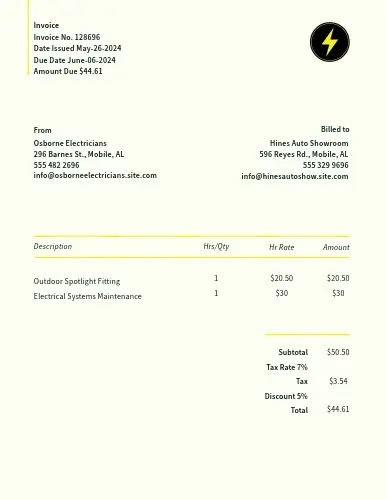 Invoice
Invoice No. 128696
Date Issued May-26-2024
Due Date June-06-2024
Amount Due $44.61
From
Osborne Electricians
296 Barnes St., Mobile, AL
555 482 2696
info@osborneelectricians.site.com
Billed to
Hines Auto Showroom
596 Reyes Rd., Mobile, AL
555 329 9696
info@hinesautoshow.site.com
Description Hrs/Qty Hr Rate Amount
Outdoor Spotlight Fitting 1 $20.50 $20.50
Electrical Systems Maintenance 1 $30 $30
Subtotal $50.50
Tax Rate 7%
Tax $3.54
Discount 5%
Total $44.61